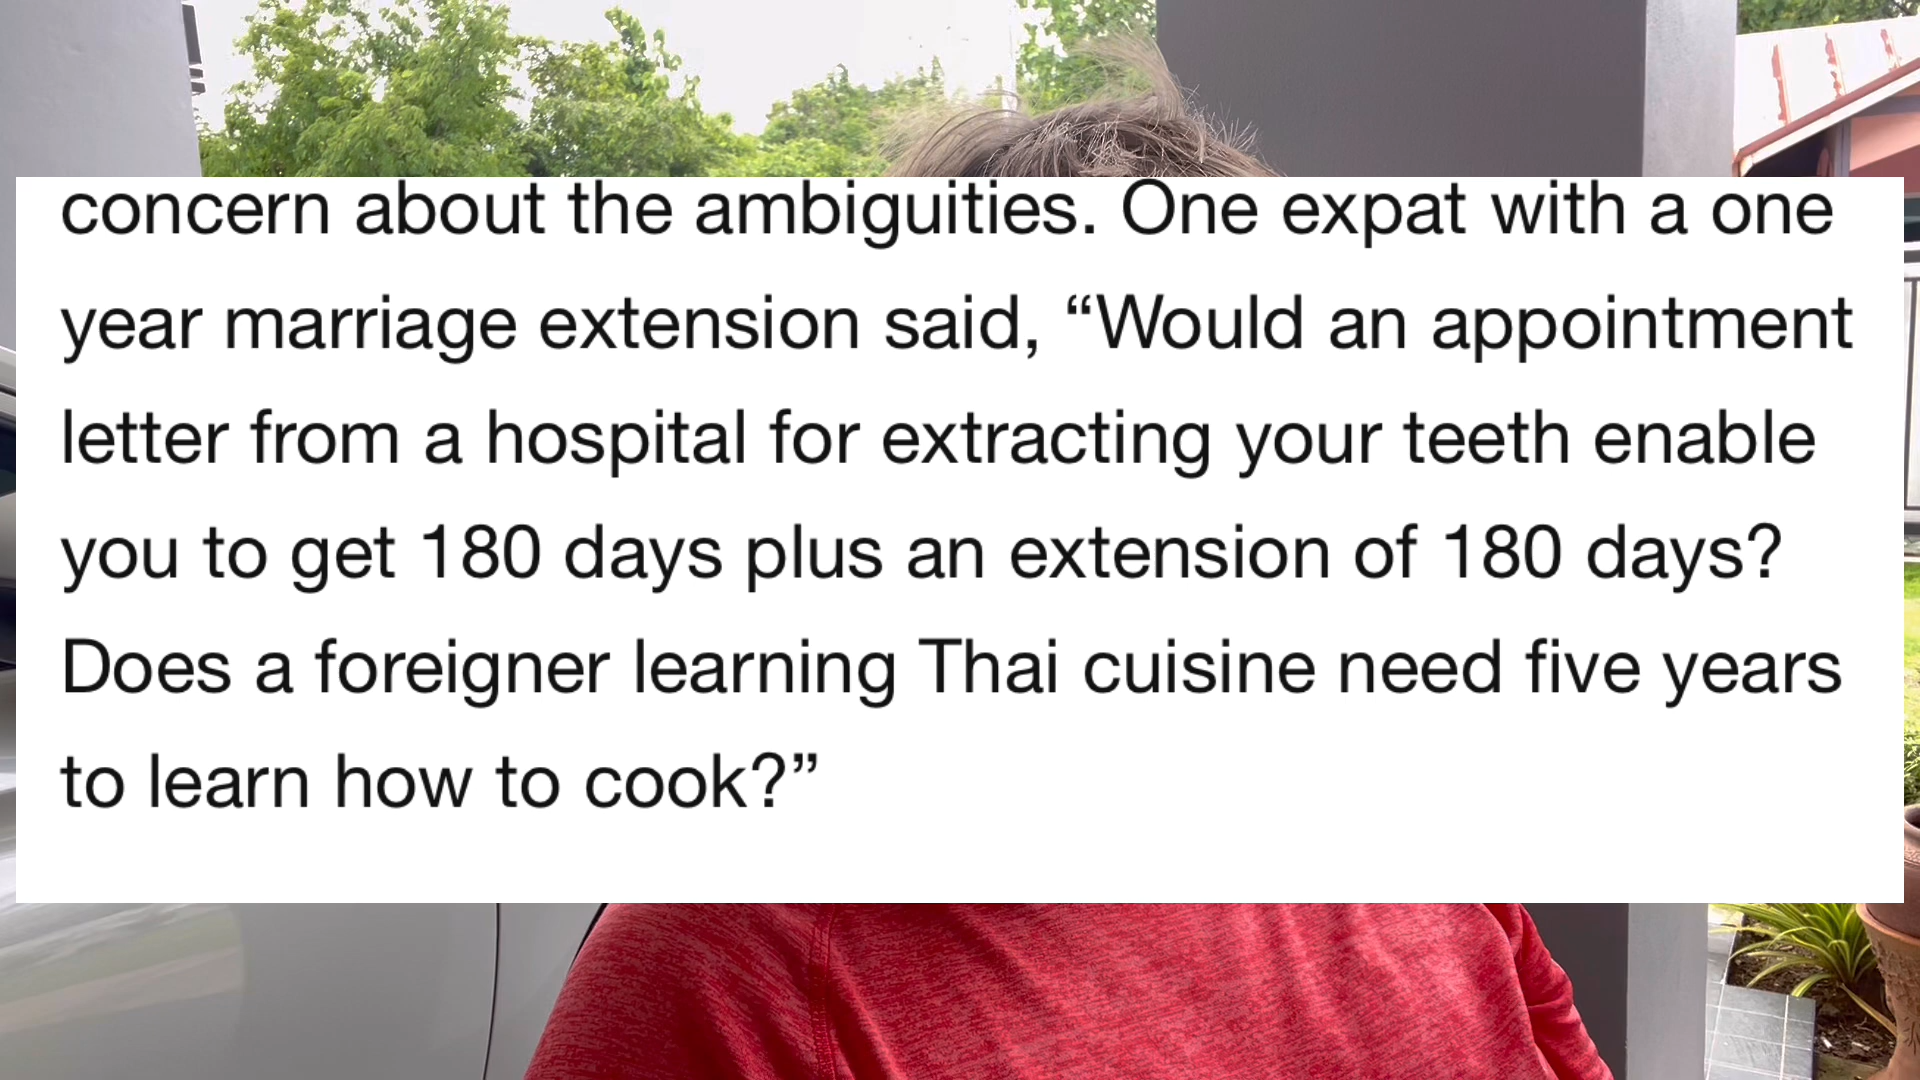 concern about the ambiguities. One expat with a one
year marriage extension said, “Would an appointment
letter from a hospital for extracting your teeth enable
you to get 180 days plus an extension of 180 days?
Does a foreigner learning Thai cuisine need five years
to learn how to cook?”